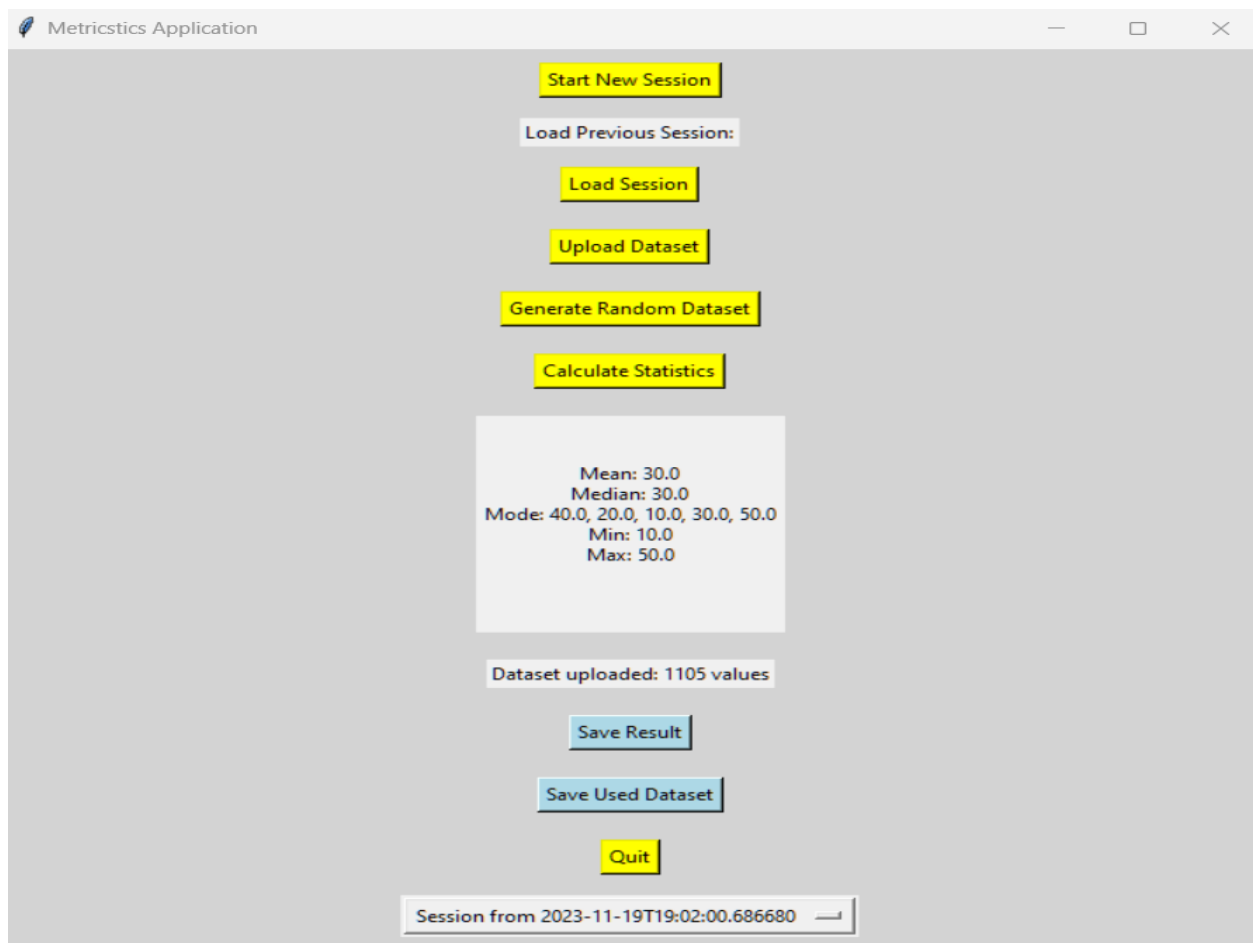 Metricstics Application
Start New Session
Load Previous Session:
Load Session
Upload Dataset
Generate Random Dataset
Calculate Statistics
Mean: 30.0
Median: 30.0
Mode: 40.0, 20.0, 10.0, 30.0, 50.0
Min: 10.0
Max: 50.0
Dataset uploaded: 1105 values
Save Result
Save Used Dataset
Quit
Session from 2023-11-19T19:02:00.686680